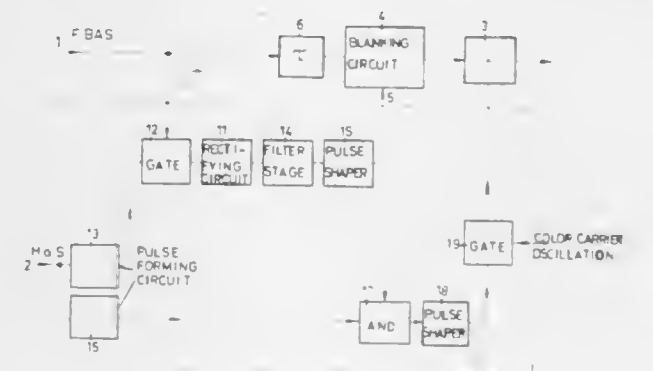 6
4
3
1
F BAS
τ
BLANKING
CIRCUIT
5
12
11
14
15
GATE
RECTI-
FYING
CIRCUIT
FILTER
STAGE
PULSE
SHAPER
13
H a S
2
PULSE
FORMING
CIRCUIT
15
19
GATE
COLOR CARRIER
OSCILLATION
18
AND
PULSE
SHAPER